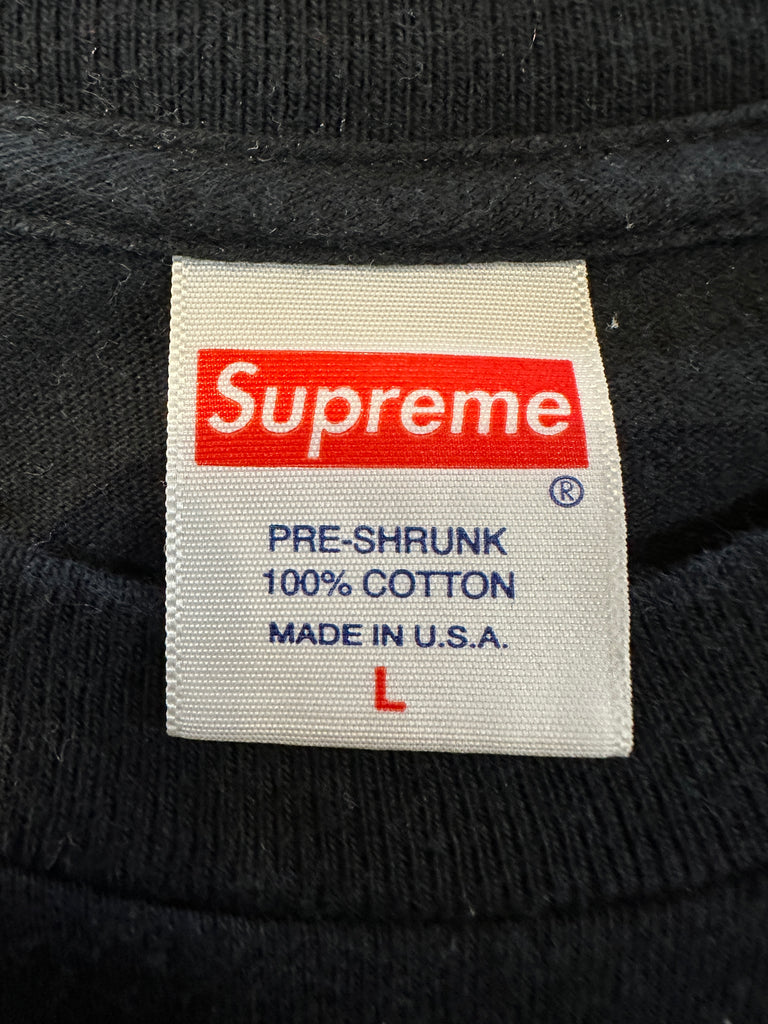 Supreme
®
PRE-SHRUNK
100% COTTON
MADE IN U.S.A.
L